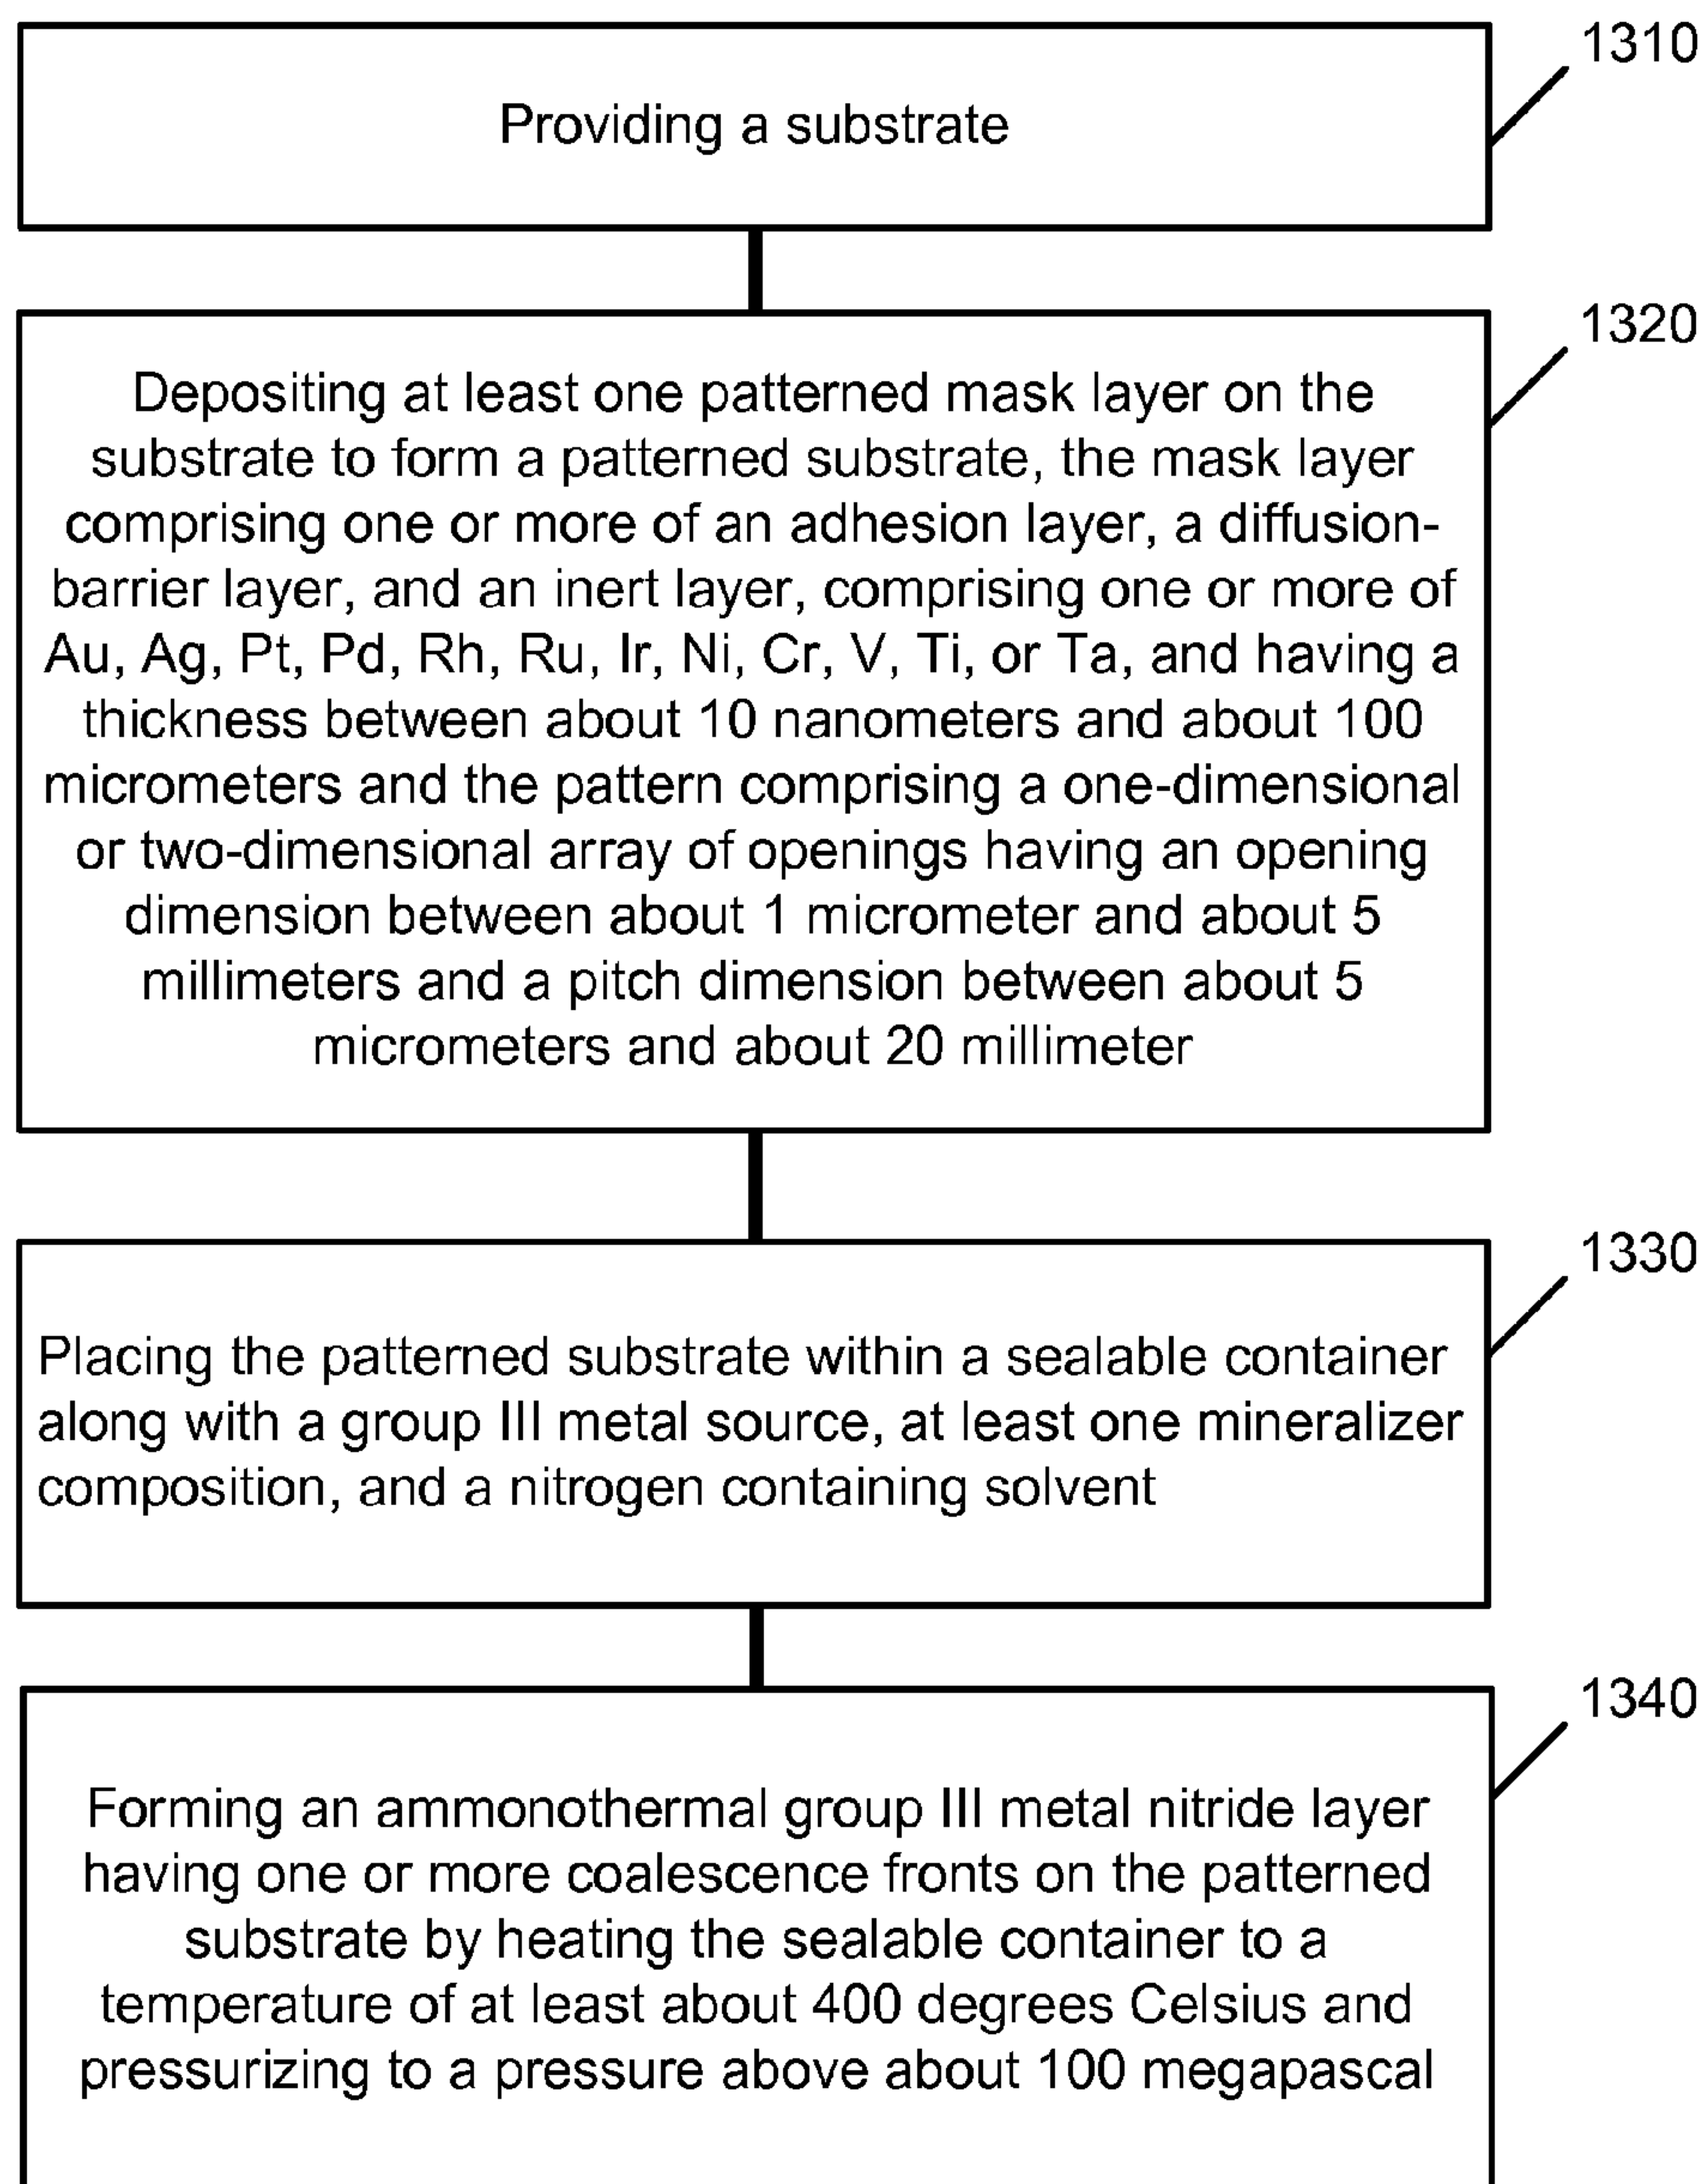 1310
Providing a substrate
1320
Depositing at least one patterned mask layer on the
substrate to form a patterned substrate, the mask layer
comprising one or more of an adhesion layer, a diffusion-
barrier layer, and an inert layer, comprising one or more of
Au, Ag, Pt, Pd, Rh, Ru, Ir, Ni, Cr, V, Ti, or Ta, and having a
thickness between about 10 nanometers and about 100
micrometers and the pattern comprising a one-dimensional
or two-dimensional array of openings having an opening
dimension between about 1 micrometer and about 5
millimeters and a pitch dimension between about 5
micrometers and about 20 millimeter
1330
Placing the patterned substrate within a sealable container
along with a group III metal source, at least one mineralizer
composition, and a nitrogen containing solvent
1340
Forming an ammonothermal group III metal nitride layer
having one or more coalescence fronts on the patterned
substrate by heating the sealable container to a
temperature of at least about 400 degrees Celsius and
pressurizing to a pressure above about 100 megapascal